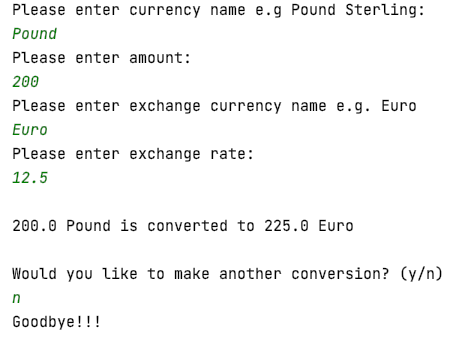 Please enter currency name e.g Pound Sterling:
Pound
Please enter amount:
200
Please enter exchange currency name e.g. Euro
Euro
Please enter exchange rate:
12.5
200.0 Pound is converted to 225.0 Euro
Would you like to make another conversion? (y/n)
n
Goodbye!!!